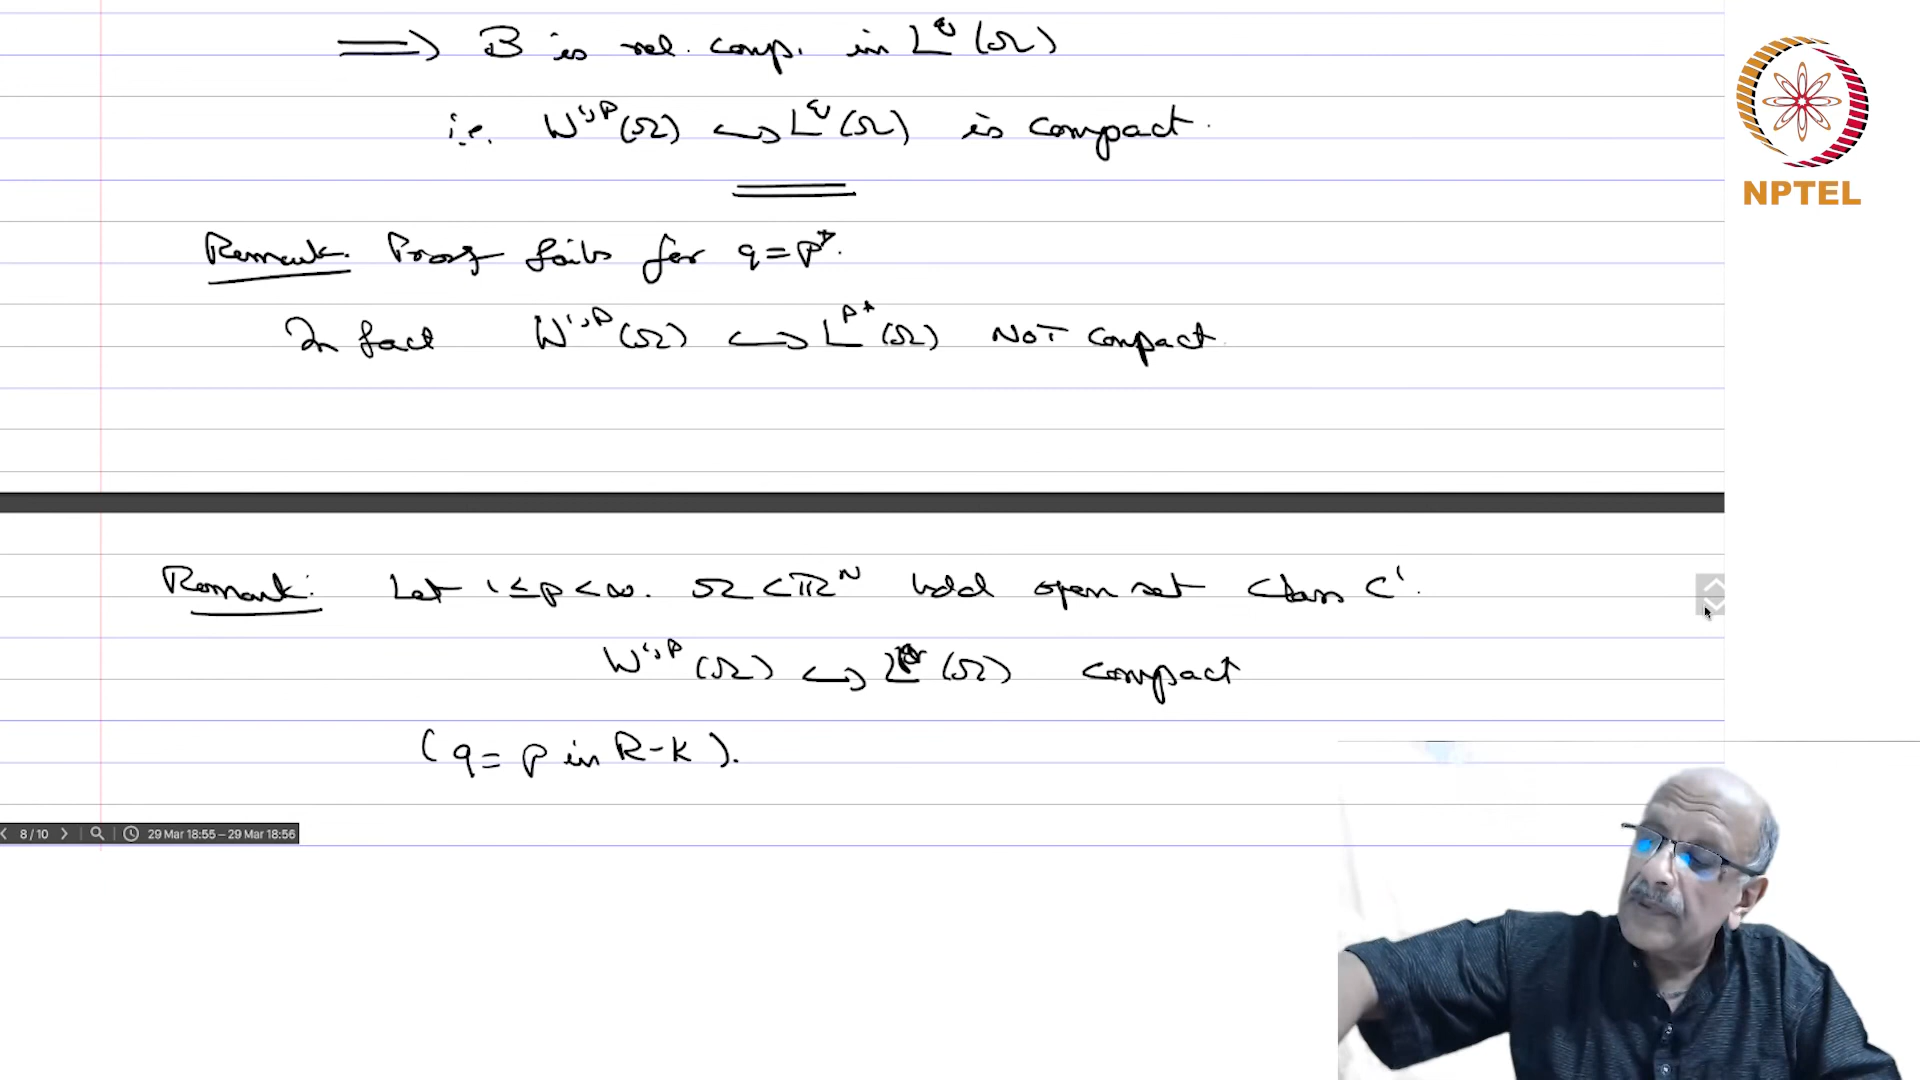 ⟹ B is rel. comp. in L^q(Ω)
i.e. W^{1,p}(Ω) ↪ L^q(Ω) is compact.
Remark. Proof fails for q = p*.
In fact W^{1,p}(Ω) ↪ L^{p*}(Ω) NOT compact.
Remark: Let 1 ≤ p < ∞. Ω ⊂ ℝ^N bdd open set class C^1.
W^{1,p}(Ω) ↪ L^p(Ω) compact
(q = p in R-K).
8/10 29 Mar 18:55 – 29 Mar 18:56
NPTEL